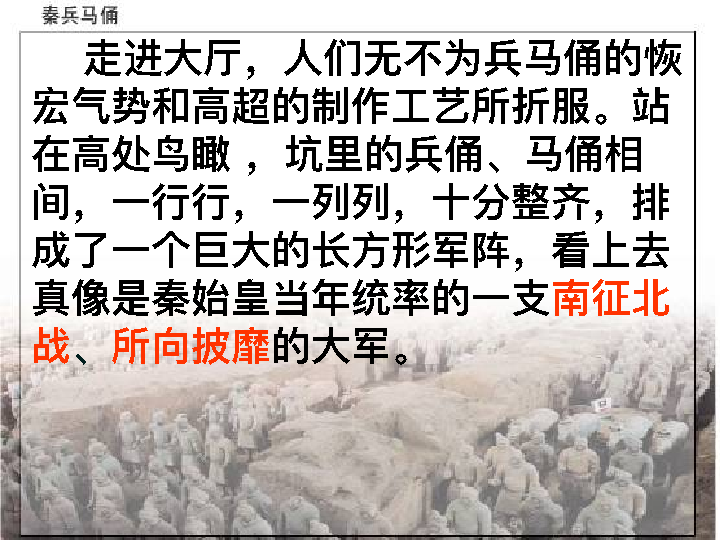 秦兵马俑
走进大厅，人们无不为兵马俑的恢
宏气势和高超的制作工艺所折服。站
在高处鸟瞰 ，坑里的兵俑、马俑相
间，一行行，一列列，十分整齐，排
成了一个巨大的长方形军阵，看上去
真像是秦始皇当年统率的一支南征北
战、所向披靡的大军。